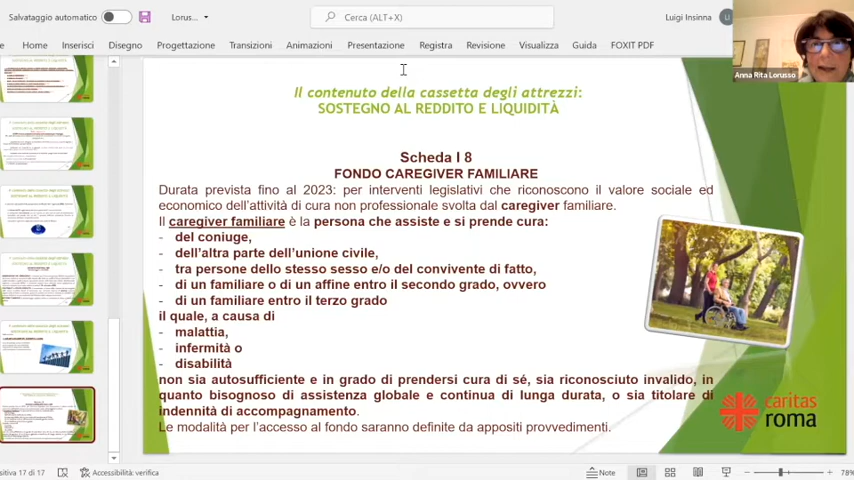 Salvataggio automatico
Lorus...
Cerca (ALT+X)
Luigi Insinna
Home
Inserisci
Disegno
Progettazione
Transizioni
Animazioni
Presentazione
Registra
Revisione
Visualizza
Guida
FOXIT PDF
Anna Rita Lorusso
Il contenuto della cassetta degli attrezzi:
SOSTEGNO AL REDDITO E LIQUIDITÀ
Scheda I 8
FONDO CAREGIVER FAMILIARE
Durata prevista fino al 2023: per interventi legislativi che riconoscono il valore sociale ed
economico dell'attività di cura non professionale svolta dal caregiver familiare.
Il caregiver familiare è la persona che assiste e si prende cura:
- del coniuge,
- dell'altra parte dell'unione civile,
- tra persone dello stesso sesso e/o del convivente di fatto,
- di un familiare o di un affine entro il secondo grado, ovvero
- di un familiare entro il terzo grado
il quale, a causa di
- malattia,
- infermità o
- disabilità
non sia autosufficiente e in grado di prendersi cura di sé, sia riconosciuto invalido, in
quanto bisognoso di assistenza globale e continua di lunga durata, o sia titolare di
indennità di accompagnamento.
Le modalità per l'accesso al fondo saranno definite da appositi provvedimenti.
caritas
roma
sitiva 17 di 17
Accessibilità: verifica
Note
78%